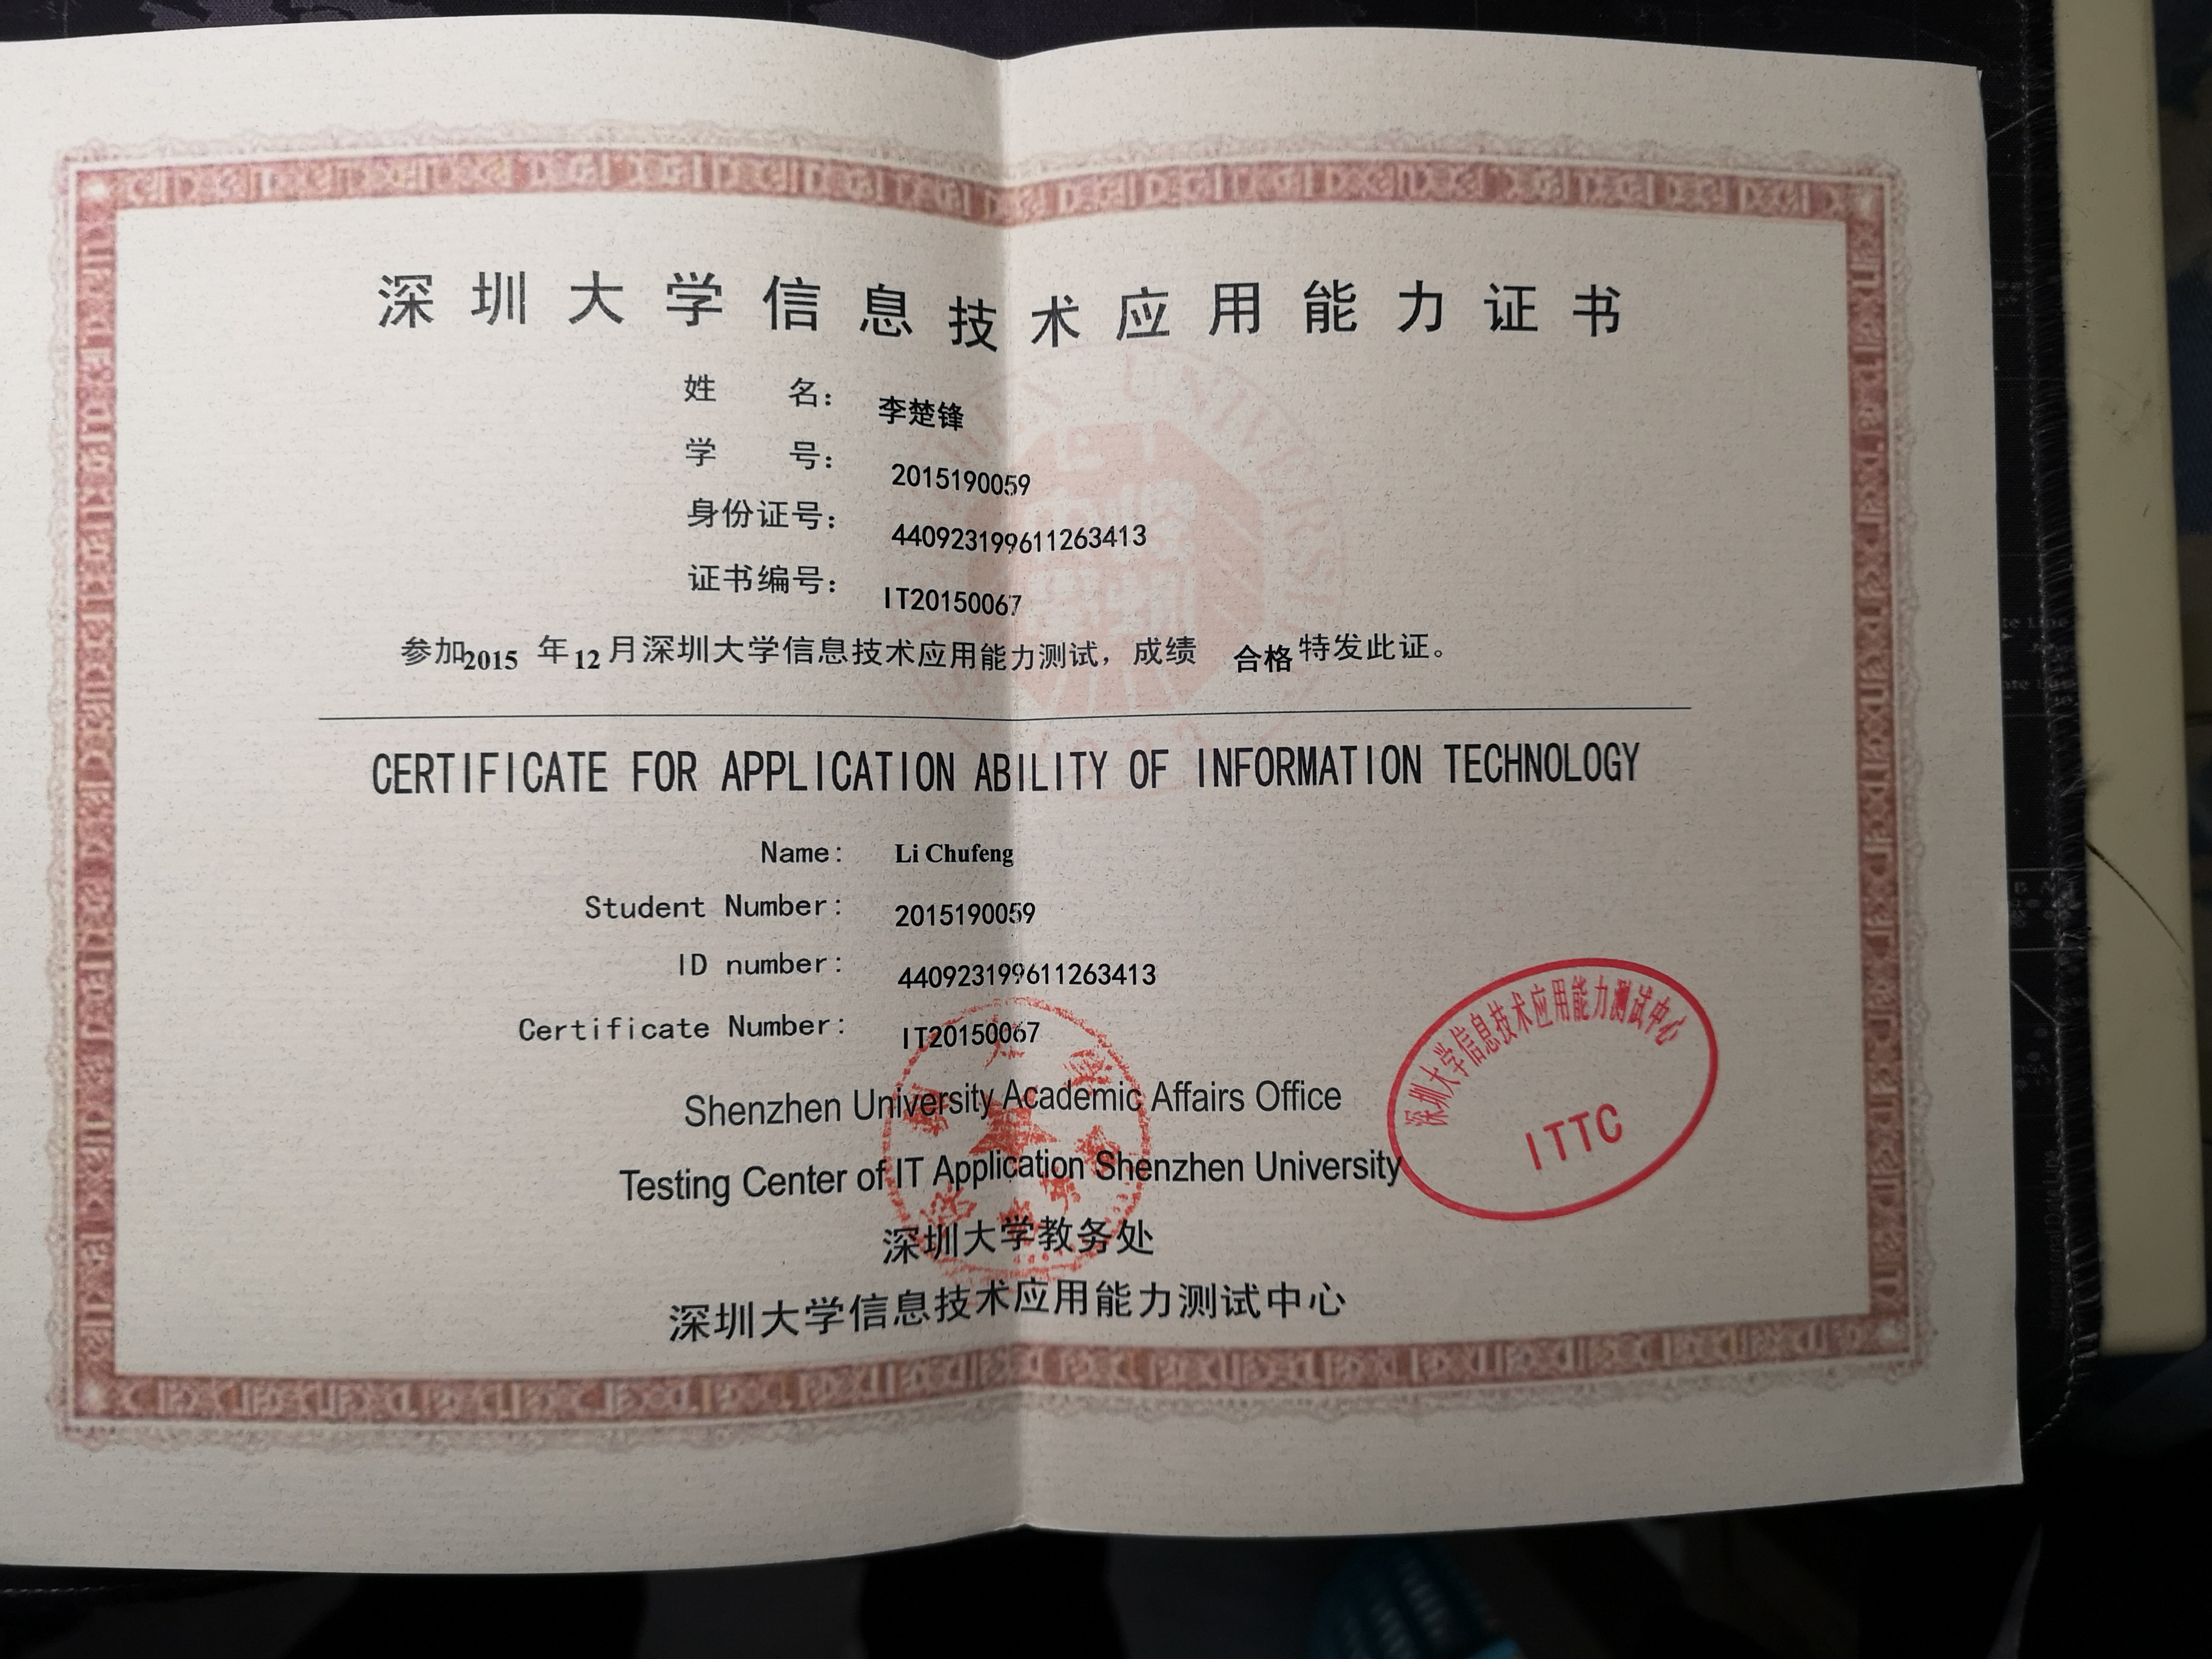 深圳大学信息技术应用能力证书
姓 名： 李楚锋
学 号： 2015190059
身份证号： 440923199611263413
证书编号： IT20150067
参加2015 年12月深圳大学信息技术应用能力测试，成绩 合格特发此证。
CERTIFICATE FOR APPLICATION ABILITY OF INFORMATION TECHNOLOGY
Name: Li Chufeng
Student Number: 2015190059
ID number: 440923199611263413
Certificate Number: IT20150067
Shenzhen University Academic Affairs Office
Testing Center of IT Application Shenzhen University
深圳大学教务处
深圳大学信息技术应用能力测试中心
深圳大学信息技术应用能力测试中心
ITTC